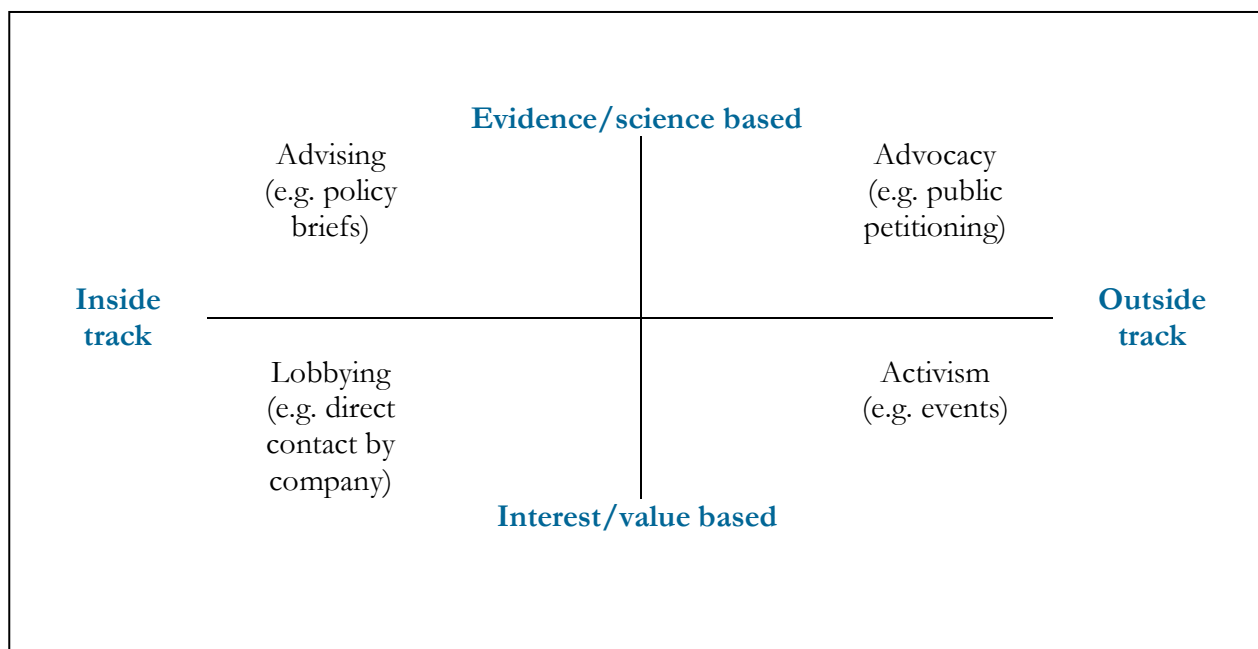 Evidence/science based
Advising
(e.g. policy
briefs)
Advocacy
(e.g. public
petitioning)
Inside
track
Outside
track
Lobbying
(e.g. direct
contact by
company)
Activism
(e.g. events)
Interest/value based